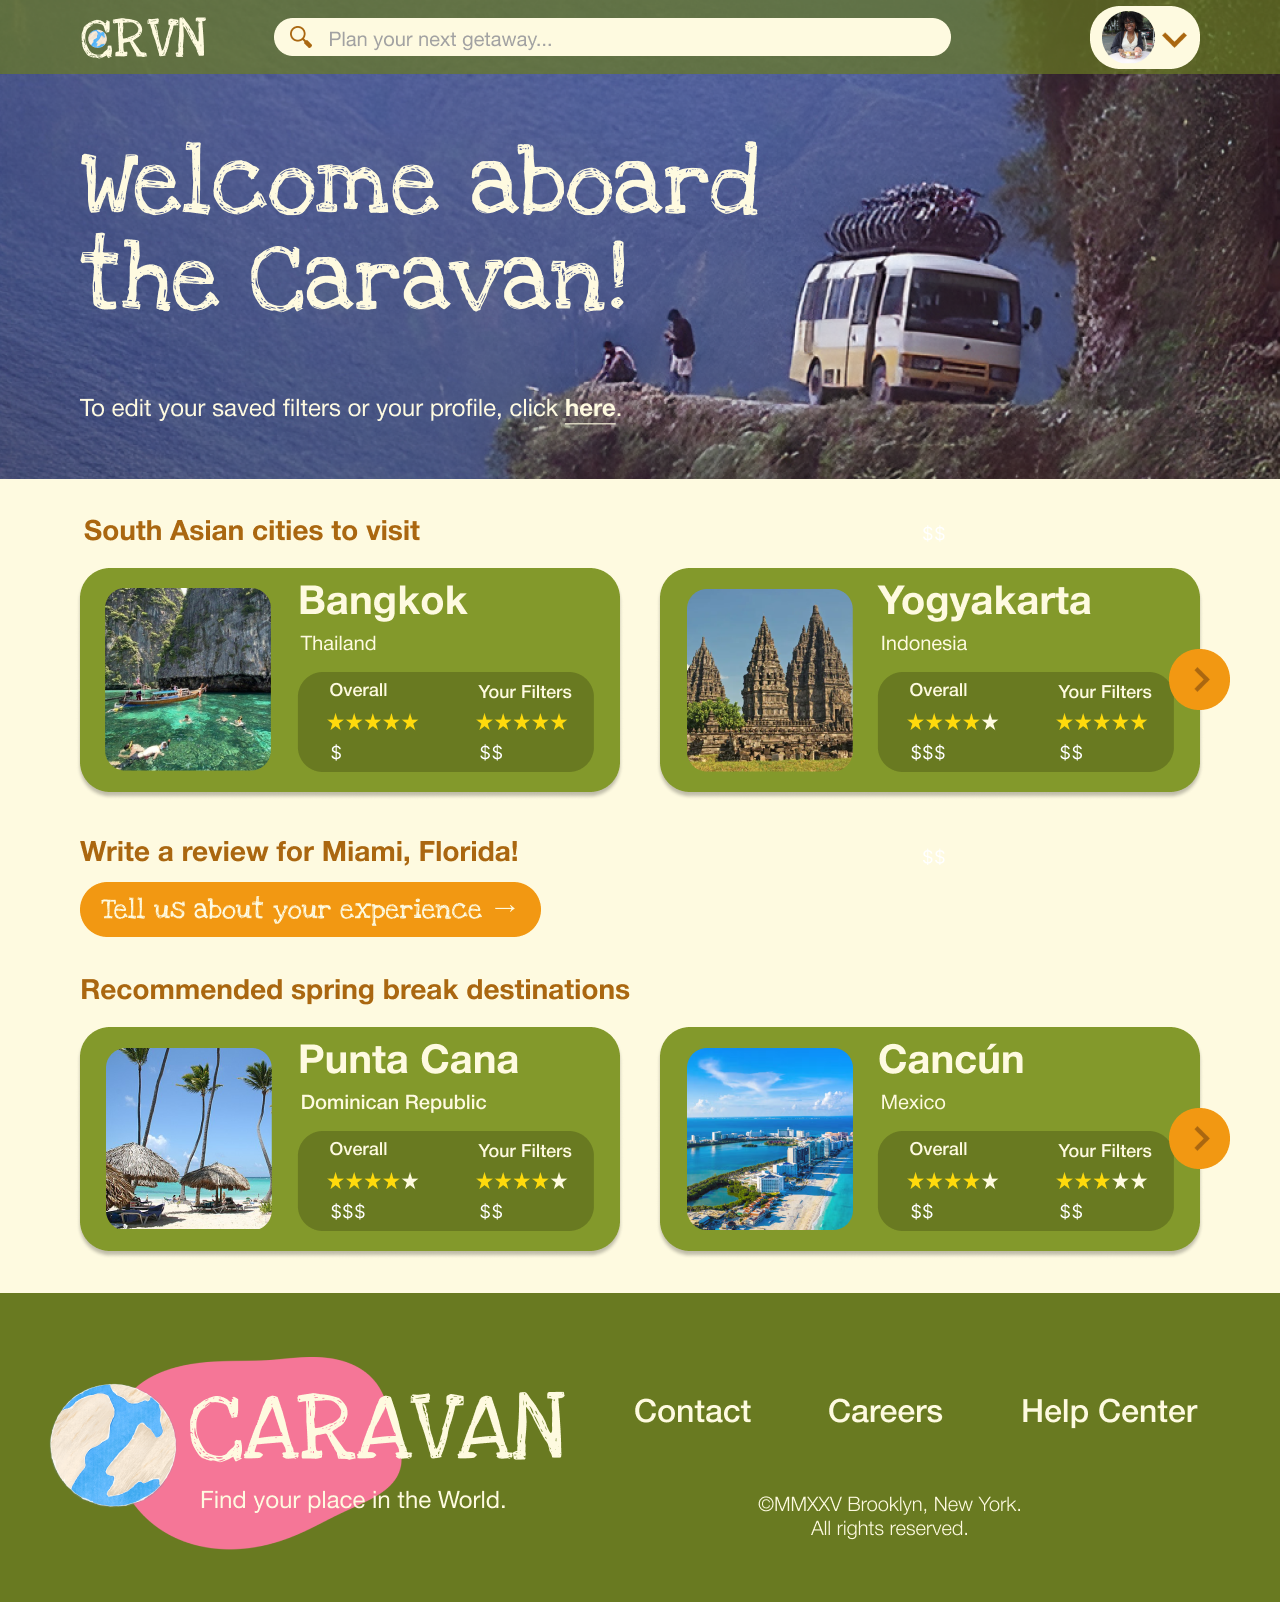 CRVN
Plan your next getaway...
Welcome aboard
the Caravan!
To edit your saved filters or your profile, click here.
South Asian cities to visit
$$
Bangkok
Thailand
Overall
Your Filters
★★★★★
★★★★★
$
$$
Yogyakarta
Indonesia
Overall
Your Filters
★★★★★
★★★★★
$$$
$$
Write a review for Miami, Florida!
$$
Tell us about your experience →
Recommended spring break destinations
Punta Cana
Dominican Republic
Overall
Your Filters
★★★★★
★★★★★
$$$
$$
Cancún
Mexico
Overall
Your Filters
★★★★★
★★★★★
$$
$$
CARAVAN
Find your place in the World.
Contact
Careers
Help Center
©MMXXV Brooklyn, New York.
All rights reserved.